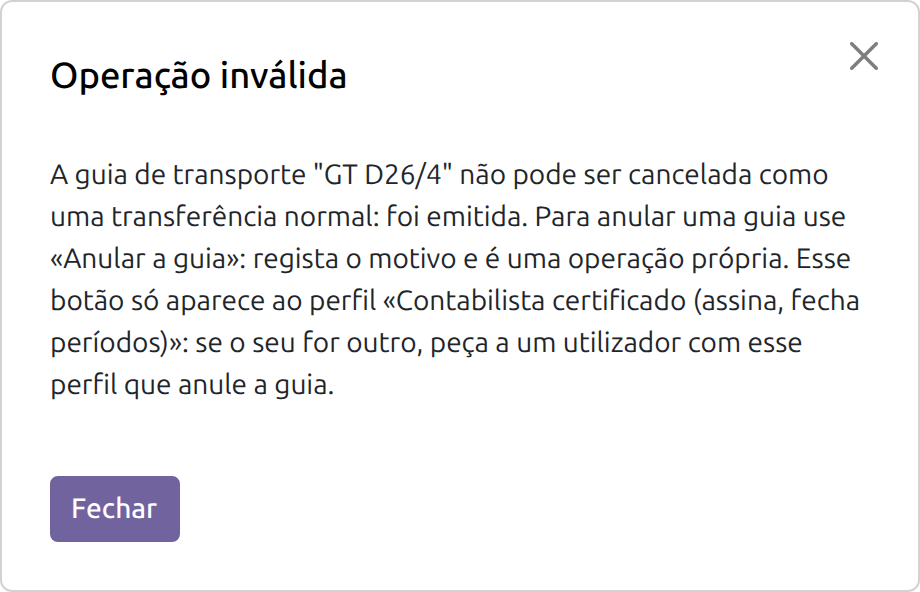 Operação inválida
A guia de transporte "GT D26/4" não pode ser cancelada como
uma transferência normal: foi emitida. Para anular uma guia use
«Anular a guia»: regista o motivo e é uma operação própria. Esse
botão só aparece ao perfil «Contabilista certificado (assina, fecha
períodos)»: se o seu for outro, peça a um utilizador com esse
perfil que anule a guia.
Fechar